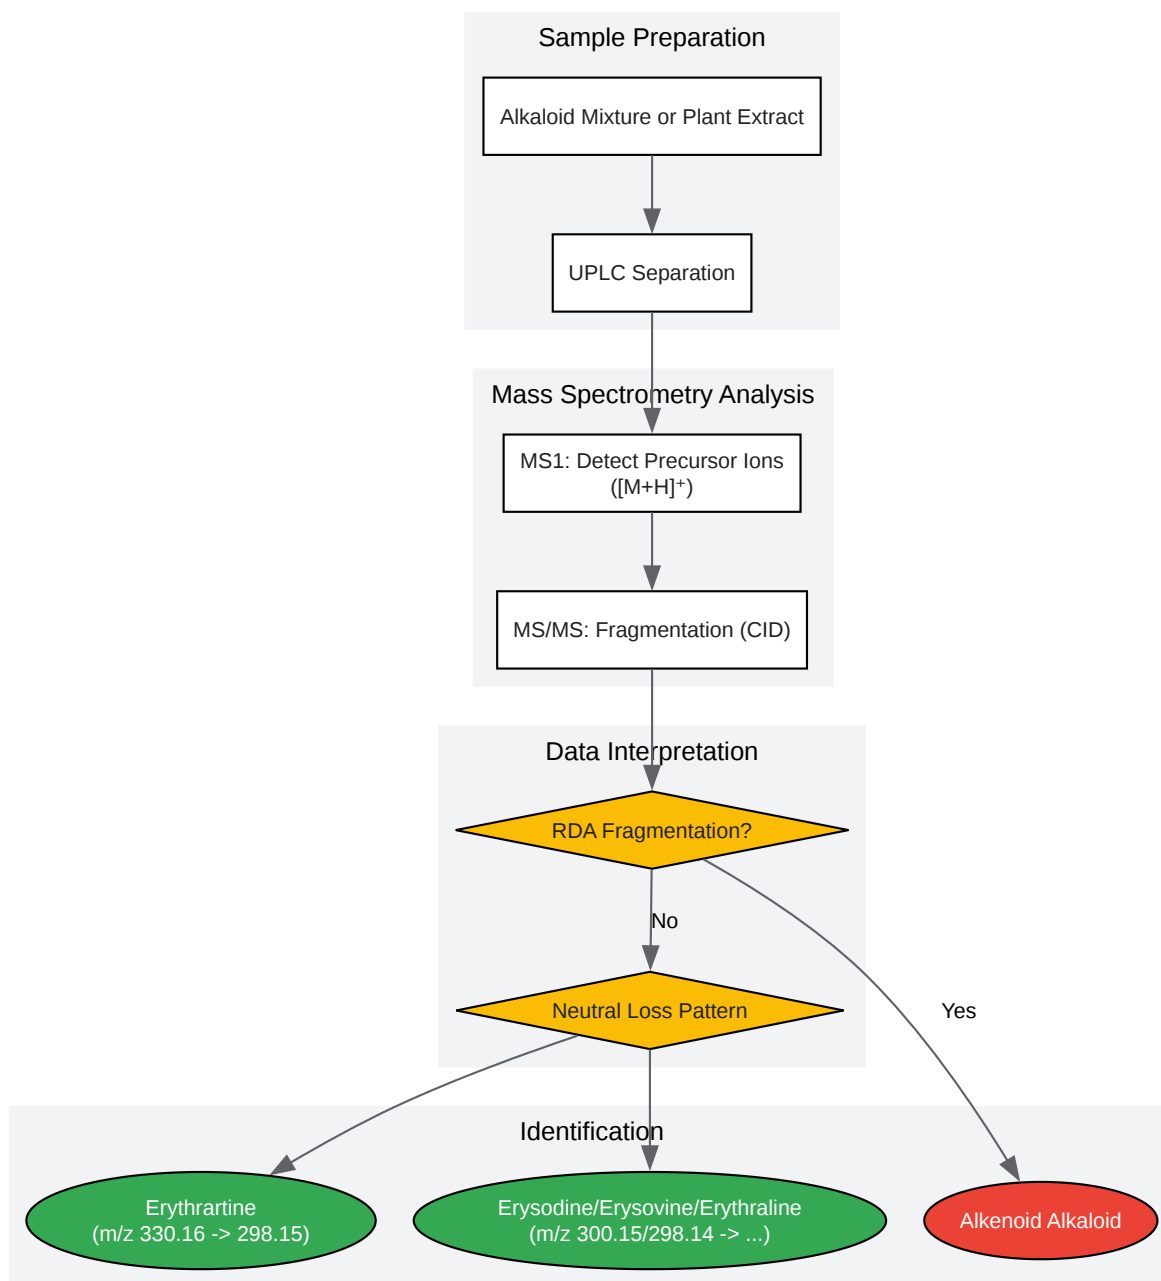 Sample Preparation
Alkaloid Mixture or Plant Extract
UPLC Separation
Mass Spectrometry Analysis
MS1: Detect Precursor Ions
([M+H]⁺)
MS/MS: Fragmentation (CID)
Data Interpretation
RDA Fragmentation?
No
Neutral Loss Pattern
Yes
Identification
Erythrartine
(m/z 330.16 -> 298.15)
Erysodine/Erysovine/Erythraline
(m/z 300.15/298.14 -> ...)
Alkenoid Alkaloid